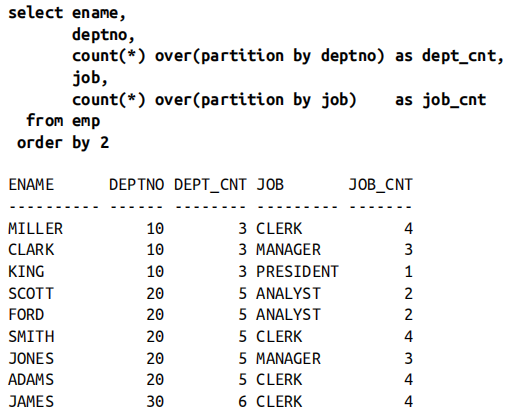 select ename,
       deptno,
       count(*) over(partition by deptno) as dept_cnt,
       job,
       count(*) over(partition by job)    as job_cnt
  from emp
 order by 2
ENAME      DEPTNO DEPT_CNT JOB       JOB_CNT
---------- ------ -------- --------- -------
MILLER         10        3 CLERK           4
CLARK          10        3 MANAGER         3
KING           10        3 PRESIDENT       1
SCOTT          20        5 ANALYST         2
FORD           20        5 ANALYST         2
SMITH          20        5 CLERK           4
JONES          20        5 MANAGER         3
ADAMS          20        5 CLERK           4
JAMES          30        6 CLERK           4